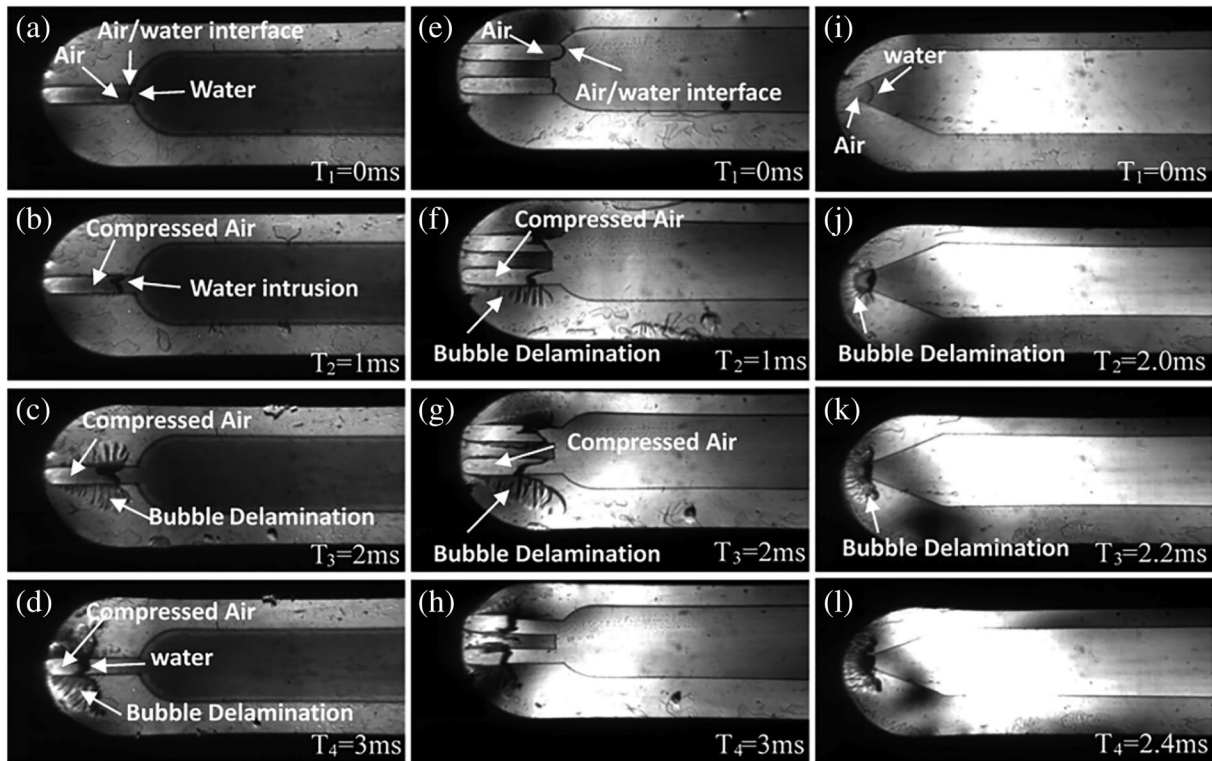 (a)
Air/water interface
Air
Water
T₁=0ms
(b)
Compressed Air
Water intrusion
T₂=1ms
(c)
Compressed Air
Bubble Delamination
T₃=2ms
(d)
Compressed Air
water
Bubble Delamination
T₄=3ms
(e)
Air
Air/water interface
T₁=0ms
(f)
Compressed Air
Bubble Delamination
T₂=1ms
(g)
Compressed Air
Bubble Delamination
T₃=2ms
(h)
T₄=3ms
(i)
water
Air
T₁=0ms
(j)
Bubble Delamination
T₂=2.0ms
(k)
Bubble Delamination
T₃=2.2ms
(l)
T₄=2.4ms